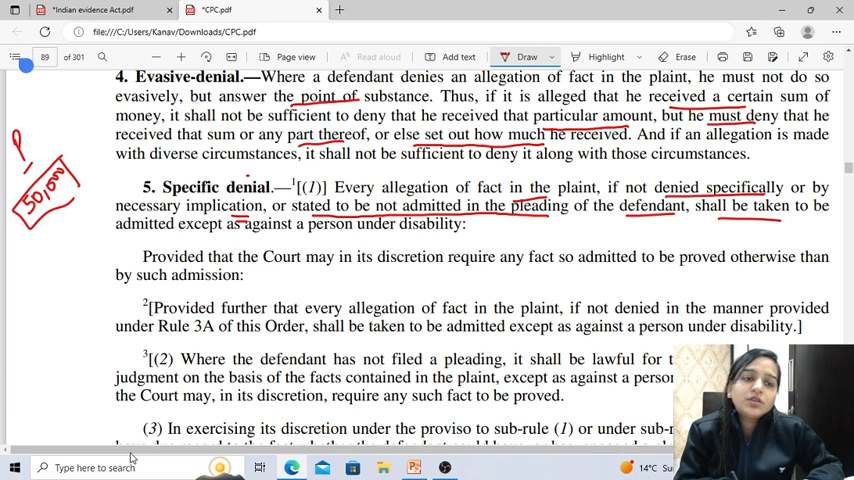 *Indian evidence Act.pdf
*CPC.pdf
file:///C:/Users/Kanav/Downloads/CPC.pdf
89 of 301
Page view
Read aloud
Add text
Draw
Highlight
Erase
4. Evasive-denial.—Where a defendant denies an allegation of fact in the plaint, he must not do so
evasively, but answer the point of substance. Thus, if it is alleged that he received a certain sum of
money, it shall not be sufficient to deny that he received that particular amount, but he must deny that he
received that sum or any part thereof, or else set out how much he received. And if an allegation is made
with diverse circumstances, it shall not be sufficient to deny it along with those circumstances.
P
50,000
5. Specific denial.—1[(1)] Every allegation of fact in the plaint, if not denied specifically or by
necessary implication, or stated to be not admitted in the pleading of the defendant, shall be taken to be
admitted except as against a person under disability:
Provided that the Court may in its discretion require any fact so admitted to be proved otherwise than
by such admission:
2[Provided further that every allegation of fact in the plaint, if not denied in the manner provided
under Rule 3A of this Order, shall be taken to be admitted except as against a person under disability.]
3[(2) Where the defendant has not filed a pleading, it shall be lawful for
judgment on the basis of the facts contained in the plaint, except as against a person
the Court may, in its discretion, require any such fact to be proved.
(3) In exercising its discretion under the proviso to sub-rule (1) or under
Type here to search
14°C